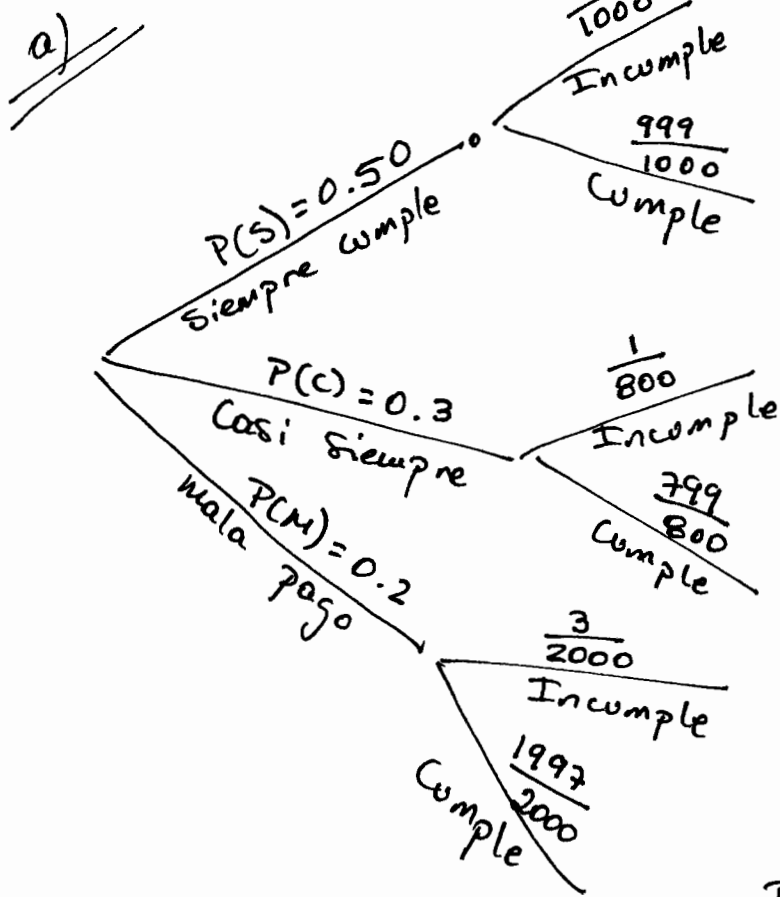 a)
1000
Incumple
999
1000
Cumple
P(S) = 0.50
Siempre cumple
P(C) = 0.3
Casi Siempre
1
800
Incumple
799
800
Cumple
P(M) = 0.2
mala pago
3
2000
Incumple
1997
2000
Cumple